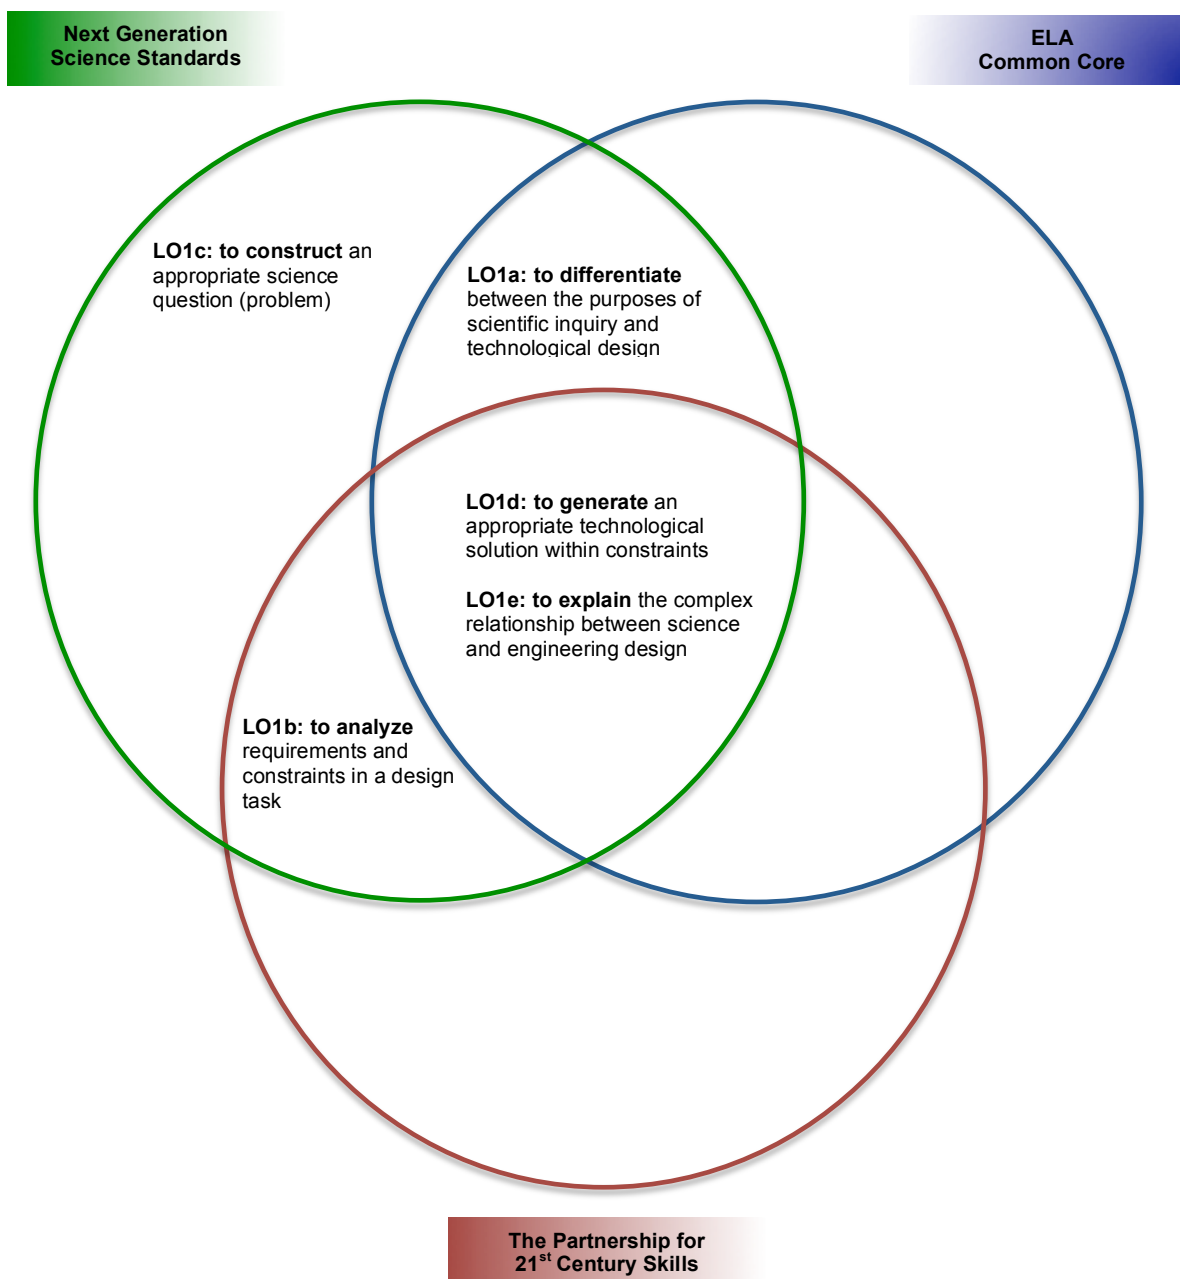 Next Generation
Science Standards
ELA
Common Core
LO1c: to construct an
appropriate science
question (problem)
LO1a: to differentiate
between the purposes of
scientific inquiry and
technological design
LO1d: to generate an
appropriate technological
solution within constraints
LO1e: to explain the complex
relationship between science
and engineering design
LO1b: to analyze
requirements and
constraints in a design
task
The Partnership for
21st Century Skills